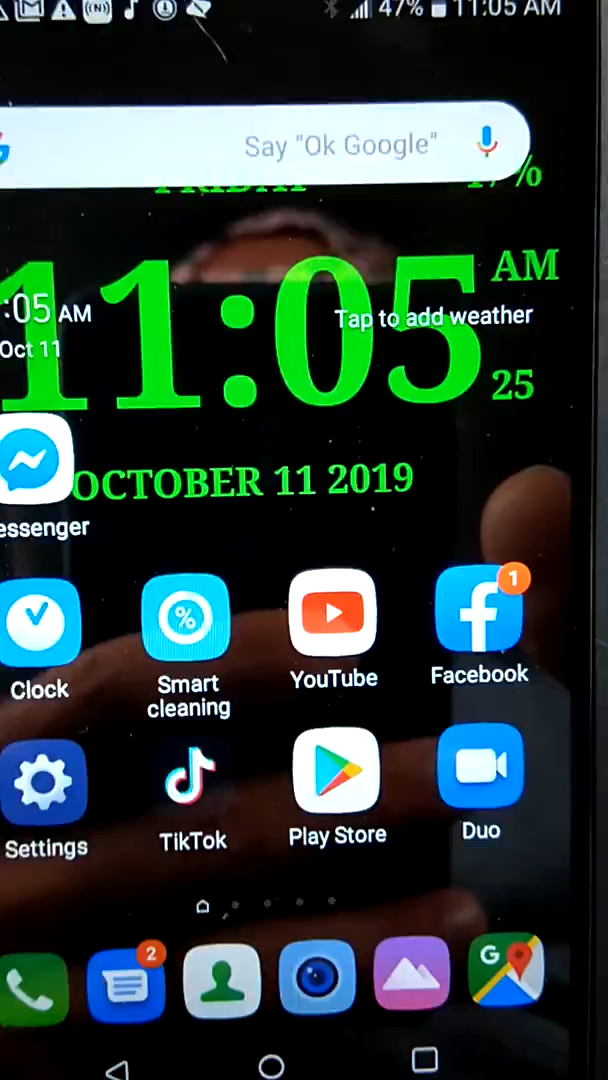 47% 11:05 AM
Say "Ok Google"
FRIDAY
%
11:05 AM
:05 AM
Tap to add weather
Oct 11
25
OCTOBER 11 2019
essenger
1
Clock
Smart
cleaning
YouTube
Facebook
Settings
TikTok
Play Store
Duo
2
G